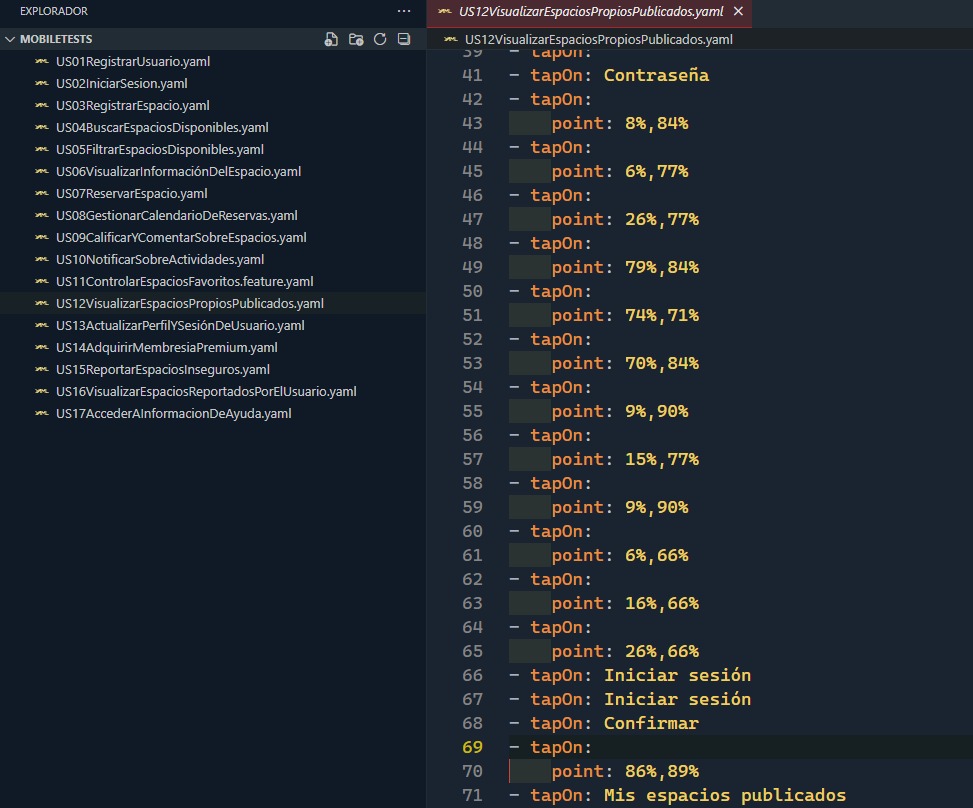 EXPLORADOR
MOBILETESTS
US01RegistrarUsuario.yaml
US02IniciarSesion.yaml
US03RegistrarEspacio.yaml
US04BuscarEspaciosDisponibles.yaml
US05FiltrarEspaciosDisponibles.yaml
US06VisualizarInformaciónDelEspacio.yaml
US07ReservarEspacio.yaml
US08GestionarCalendarioDeReservas.yaml
US09CalificarYComentarSobreEspacios.yaml
US10NotificarSobreActividades.yaml
US11ControlarEspaciosFavoritos.feature.yaml
US12VisualizarEspaciosPropiosPublicados.yaml
US13ActualizarPerfilYSesiónDeUsuario.yaml
US14AdquirirMembresiaPremium.yaml
US15ReportarEspaciosInseguros.yaml
US16VisualizarEspaciosReportadosPorElUsuario.yaml
US17AccederAInformacionDeAyuda.yaml
US12VisualizarEspaciosPropiosPublicados.yaml
US12VisualizarEspaciosPropiosPublicados.yaml
39 - tapOn:
41 - tapOn: Contraseña
42 - tapOn:
43 point: 8%,84%
44 - tapOn:
45 point: 6%,77%
46 - tapOn:
47 point: 26%,77%
48 - tapOn:
49 point: 79%,84%
50 - tapOn:
51 point: 74%,71%
52 - tapOn:
53 point: 70%,84%
54 - tapOn:
55 point: 9%,90%
56 - tapOn:
57 point: 15%,77%
58 - tapOn:
59 point: 9%,90%
60 - tapOn:
61 point: 6%,66%
62 - tapOn:
63 point: 16%,66%
64 - tapOn:
65 point: 26%,66%
66 - tapOn: Iniciar sesión
67 - tapOn: Iniciar sesión
68 - tapOn: Confirmar
69 - tapOn:
70 point: 86%,89%
71 - tapOn: Mis espacios publicados